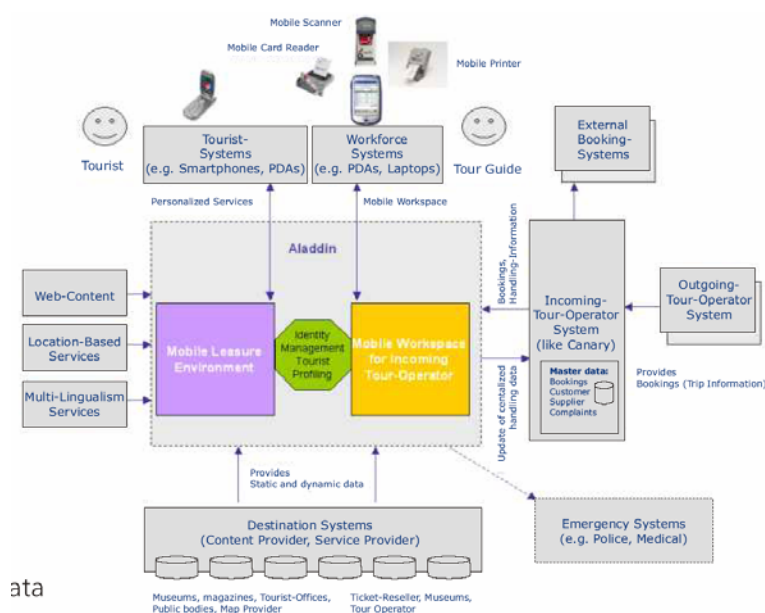 Mobile Scanner
Mobile Card Reader
Mobile Printer
Tourist
Tourist-
Systems
(e.g. Smartphones, PDAs)
Workforce
Systems
(e.g. PDAs, Laptops)
Tour Guide
External
Booking-
Systems
Personalized Services
Mobile Workspace
Aladdin
Bookings,
Handling-Information
Web-Content
Location-Based
Services
Multi-Lingualism
Services
Mobile Leasure
Environment
Identity
Management
Tourist
Profiling
Mobile Workspace
for Incoming
Tour-Operator
Incoming-
Tour-Operator
System
(like Canary)
Master data:
Bookings
Customer
Supplier
Complaints
Outgoing-
Tour-Operator
System
Provides
Bookings (Trip Information)
Update of centalized
handling data
Provides
Static and dynamic data
Destination Systems
(Content Provider, Service Provider)
Emergency Systems
(e.g. Police, Medical)
ata
Museums, magazines, Tourist-Offices,
Public bodies, Map Provider
Ticket-Reseller, Museums,
Tour Operator